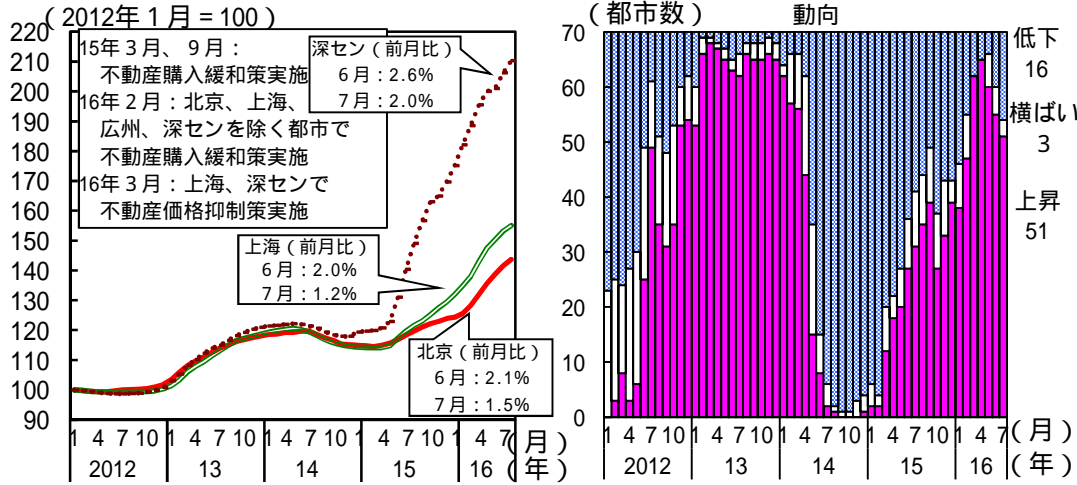 (2012年1月=100)
220
210
200
190
180
170
160
150
140
130
120
110
100
90
15年3月、9月:
不動産購入緩和策実施
16年2月:北京、上海、
広州、深センを除く都市で
不動産購入緩和策実施
16年3月:上海、深センで
不動産価格抑制策実施
深セン(前月比)
6月:2.6%
7月:2.0%
上海(前月比)
6月:2.0%
7月:1.2%
北京(前月比)
6月:2.1%
7月:1.5%
1 4 7 10 1 4 7 10 1 4 7 10 1 4 7 10 1 4 7 (月)
2012 13 14 15 16 (年)
(都市数) 動向
70
60
50
40
30
20
10
0
低下
16
横ばい
3
上昇
51
1 4 7 10 1 4 7 10 1 4 7 10 1 4 7 10 1 4 7 (月)
2012 13 14 15 16 (年)